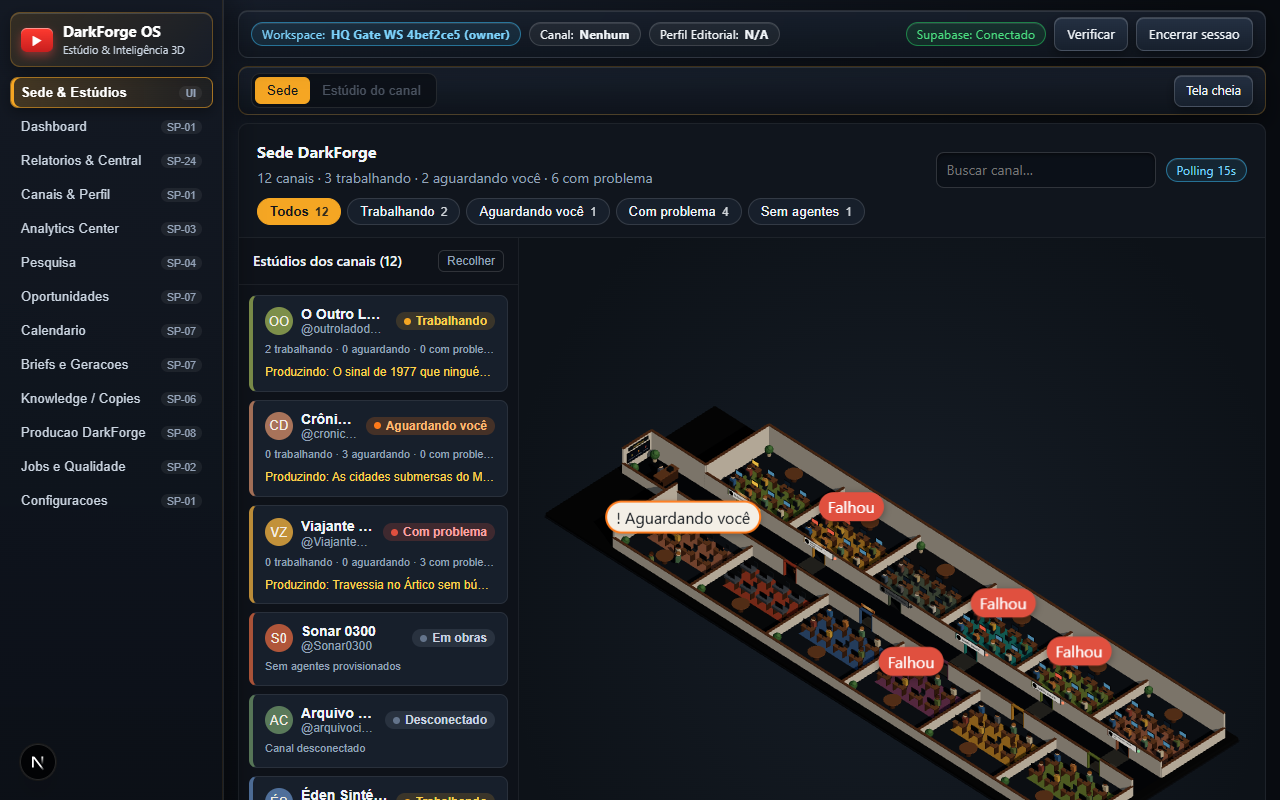 DarkForge OS
Estúdio & Inteligência 3D
Sede & Estúdios UI
Dashboard SP-01
Relatorios & Central SP-24
Canais & Perfil SP-01
Analytics Center SP-03
Pesquisa SP-04
Oportunidades SP-07
Calendario SP-07
Briefs e Geracoes SP-07
Knowledge / Copies SP-06
Producao DarkForge SP-08
Jobs e Qualidade SP-02
Configuracoes SP-01
N
Workspace: HQ Gate WS 4bef2ce5 (owner) Canal: Nenhum Perfil Editorial: N/A Supabase: Conectado Verificar Encerrar sessao
Sede Estúdio do canal Tela cheia
Sede DarkForge
12 canais · 3 trabalhando · 2 aguardando você · 6 com problema
Buscar canal... Polling 15s
Todos 12 Trabalhando 2 Aguardando você 1 Com problema 4 Sem agentes 1
Estúdios dos canais (12) Recolher
OO O Outro L... Trabalhando
@outroladod...
2 trabalhando · 0 aguardando · 0 com proble...
Produzindo: O sinal de 1977 que ningué...
CD Crôni... Aguardando você
@cronic...
0 trabalhando · 3 aguardando · 0 com proble...
Produzindo: As cidades submersas do M...
VZ Viajante ... Com problema
@Viajante...
0 trabalhando · 0 aguardando · 3 com proble...
Produzindo: Travessia no Ártico sem bú...
S0 Sonar 0300 Em obras
@Sonar0300
Sem agentes provisionados
AC Arquivo ... Desconectado
@arquivoci...
Canal desconectado
ÉS Éden Sinté... Trabalhando
! Aguardando você
Falhou
Falhou
Falhou
Falhou